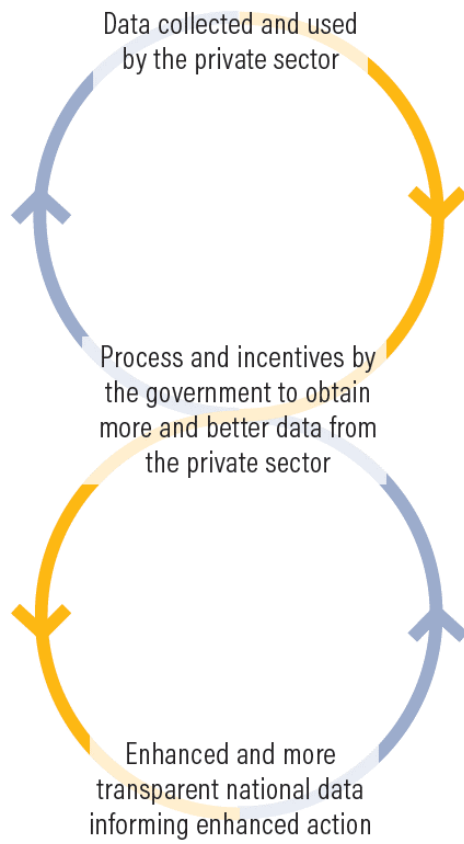 Data collected and used
by the private sector
Process and incentives by
the government to obtain
more and better data from
the private sector
Enhanced and more
transparent national data
informing enhanced action